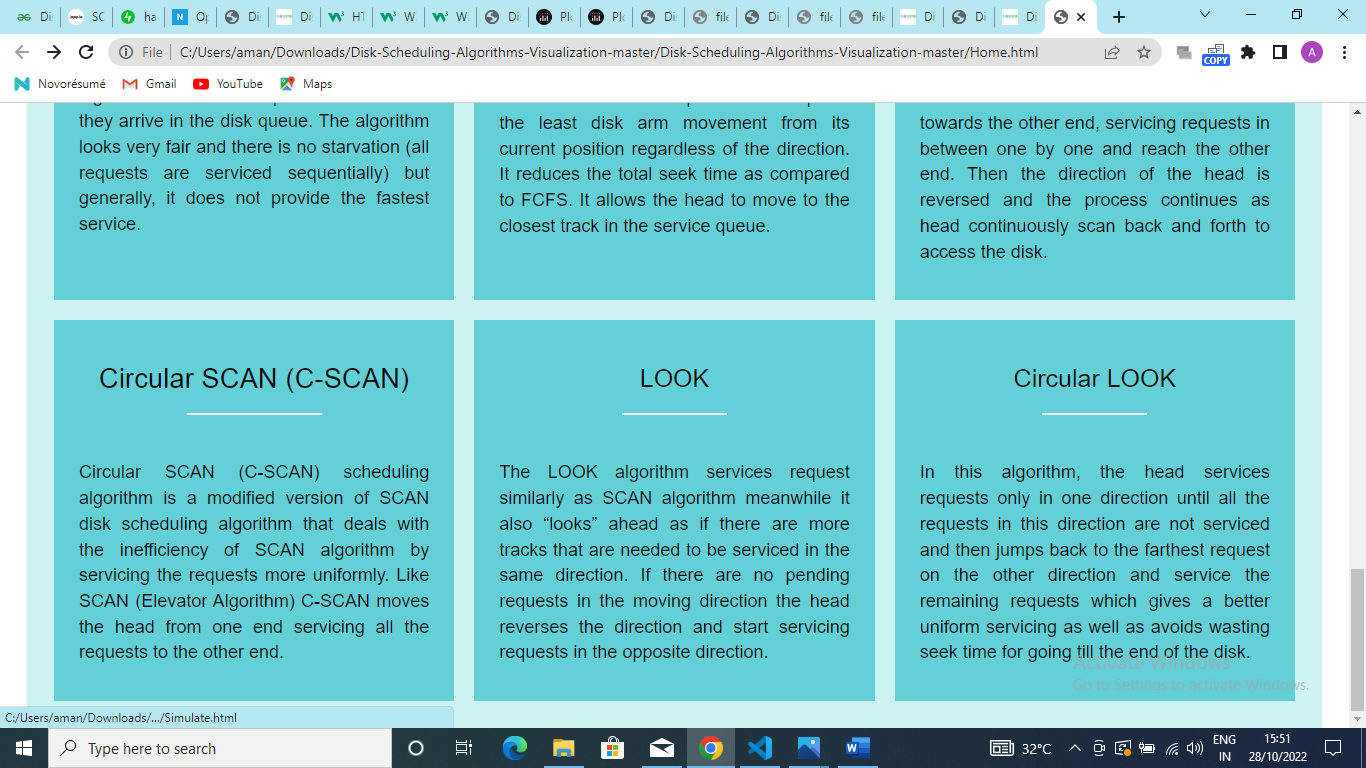 Di
SC
ha
Op
Di
Di
HT
W
W
Di
Plo
Plo
Di
file
Di
file
file
Di
Di
Di
File
C:/Users/aman/Downloads/Disk-Scheduling-Algorithms-Visualization-master/Disk-Scheduling-Algorithms-Visualization-master/Home.html
COPY
A
Novorésumé
Gmail
YouTube
Maps
they arrive in the disk queue. The algorithm
looks very fair and there is no starvation (all
requests are serviced sequentially) but
generally, it does not provide the fastest
service.
the least disk arm movement from its
current position regardless of the direction.
It reduces the total seek time as compared
to FCFS. It allows the head to move to the
closest track in the service queue.
towards the other end, servicing requests in
between one by one and reach the other
end. Then the direction of the head is
reversed and the process continues as
head continuously scan back and forth to
access the disk.
Circular SCAN (C-SCAN)
Circular SCAN (C-SCAN) scheduling
algorithm is a modified version of SCAN
disk scheduling algorithm that deals with
the inefficiency of SCAN algorithm by
servicing the requests more uniformly. Like
SCAN (Elevator Algorithm) C-SCAN moves
the head from one end servicing all the
requests to the other end.
LOOK
The LOOK algorithm services request
similarly as SCAN algorithm meanwhile it
also “looks” ahead as if there are more
tracks that are needed to be serviced in the
same direction. If there are no pending
requests in the moving direction the head
reverses the direction and start servicing
requests in the opposite direction.
Circular LOOK
In this algorithm, the head services
requests only in one direction until all the
requests in this direction are not serviced
and then jumps back to the farthest request
on the other direction and service the
remaining requests which gives a better
uniform servicing as well as avoids wasting
seek time for going till the end of the disk.
Activate Windows
Go to Settings to activate Windows.
C:/Users/aman/Downloads/.../Simulate.html
Type here to search
32°C
ENG
IN
15:51
28/10/2022